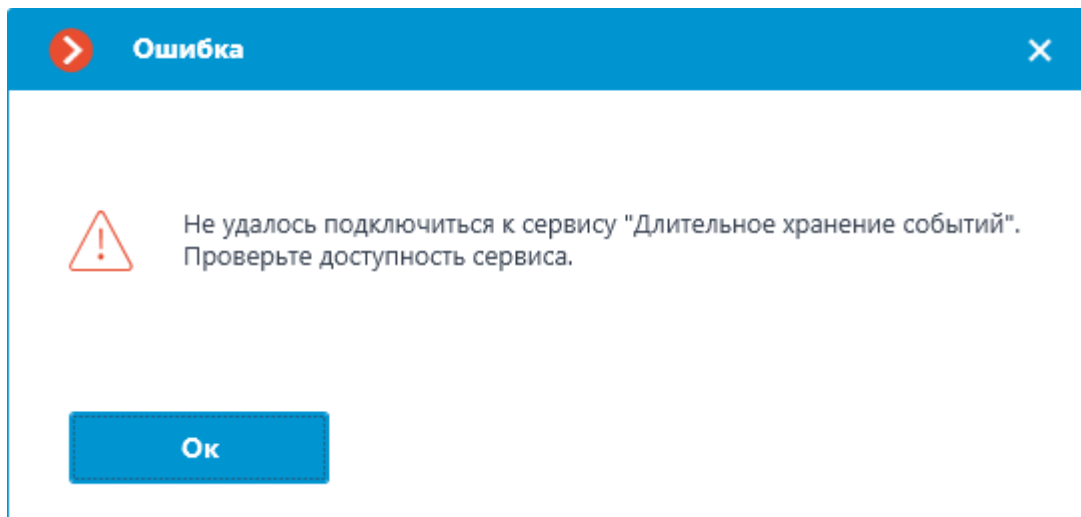 Ошибка
Не удалось подключиться к сервису "Длительное хранение событий".
Проверьте доступность сервиса.
Ок